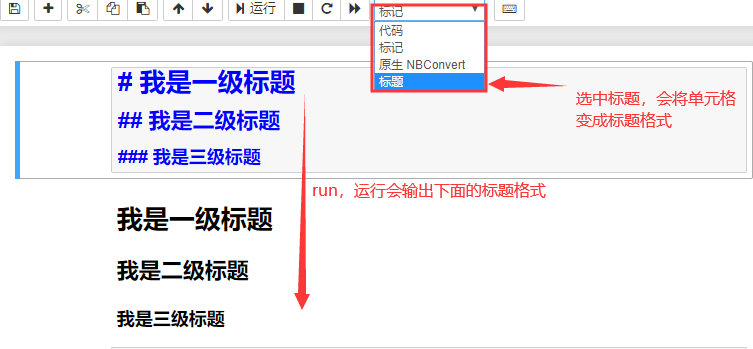 运行
标记
代码
标记
原生 NBConvert
标题
# 我是一级标题
## 我是二级标题
### 我是三级标题
选中标题，会将单元格
变成标题格式
run，运行会输出下面的标题格式
我是一级标题
我是二级标题
我是三级标题